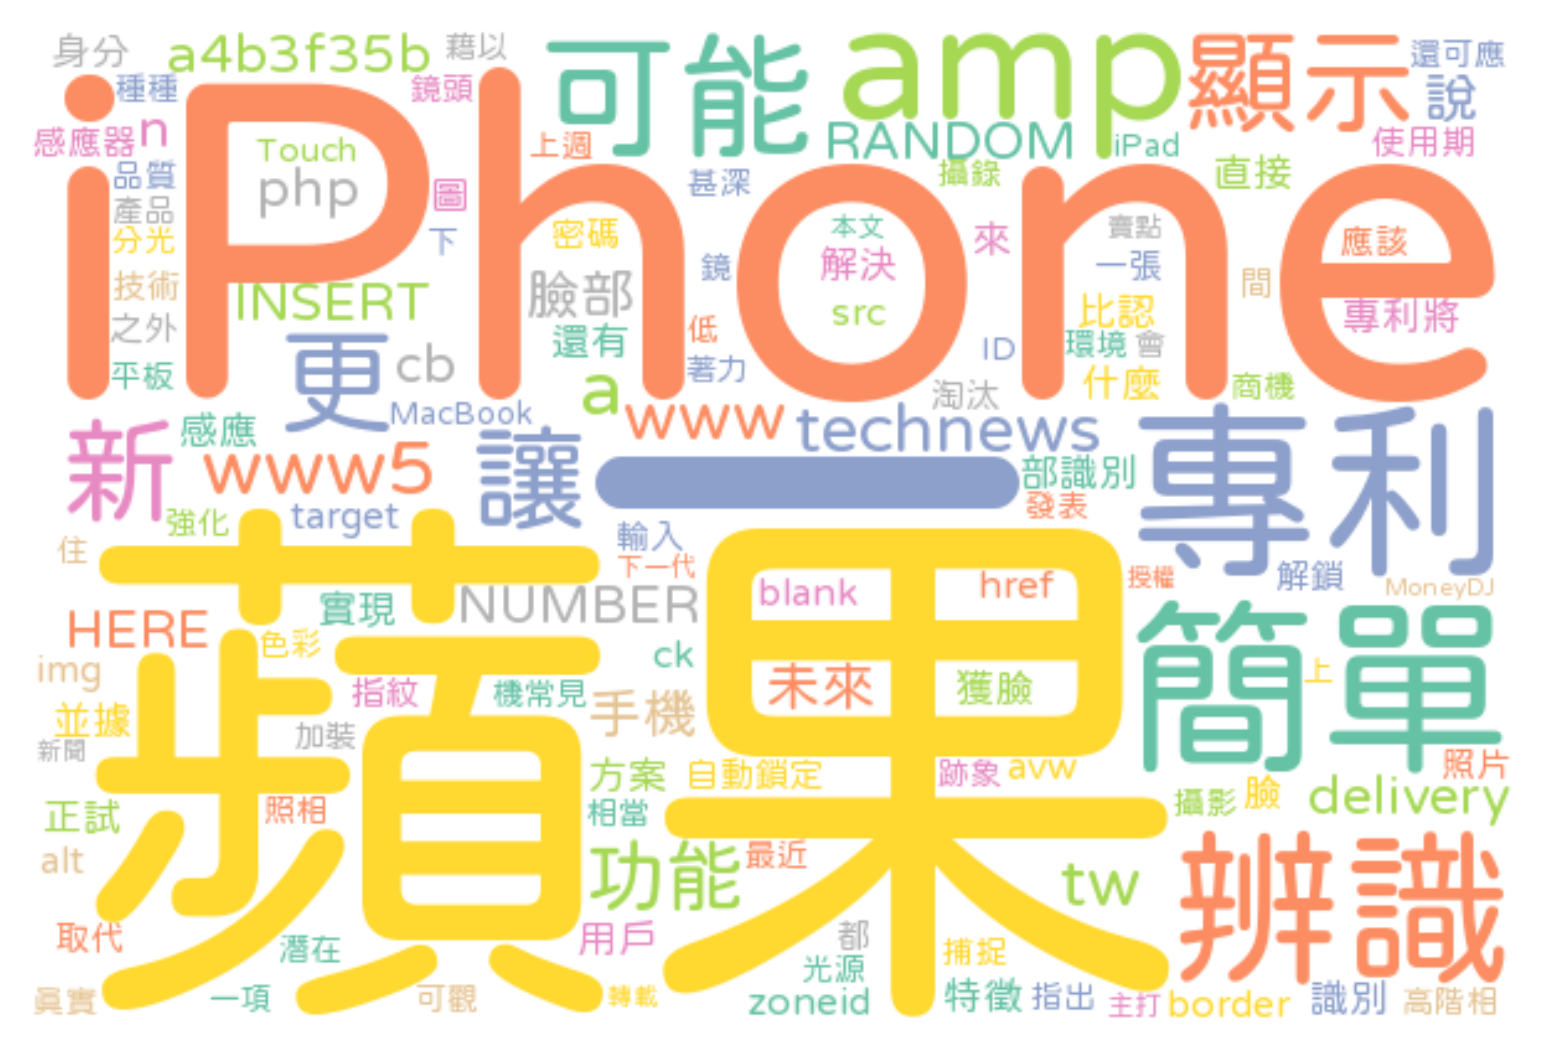 身分 a4b3f35b 藉以 可能 amp 顯示 還可應
種種 鏡頭 說
iPhone
感應器 n Touch 上週 RANDOM iPad 使用期
品質 php 圖 甚深 攝錄 直接
產品 本文 賣點
分光 下 密碼 解決 來 一張 應該
技術 INSERT 臉部 鏡 src 比認 間 專利將
之外 還有 低 ID 環境 會
平板 更 cb a 著力 淘汰 什麼 商機
MacBook www technews 專利
新 感應 www5 讓 一 部識別
強化 target 輸入 發表
住 下一代 解鎖 MoneyDJ
蘋果
HERE 實現 NUMBER blank href 授權 簡單
色彩 ck
img 指紋 機常見 手機 未來 獲臉 上
並據 加裝
新聞 方案 自動鎖定 跡象 avw 照片
正試 照相 相當 攝影 臉 delivery
alt 功能 最近 tw 辨識
取代 潛在 用戶 都 捕捉
光源
真實 一項 可觀 轉載 zoneid 特徵 指出 主打 border 識別 高階相